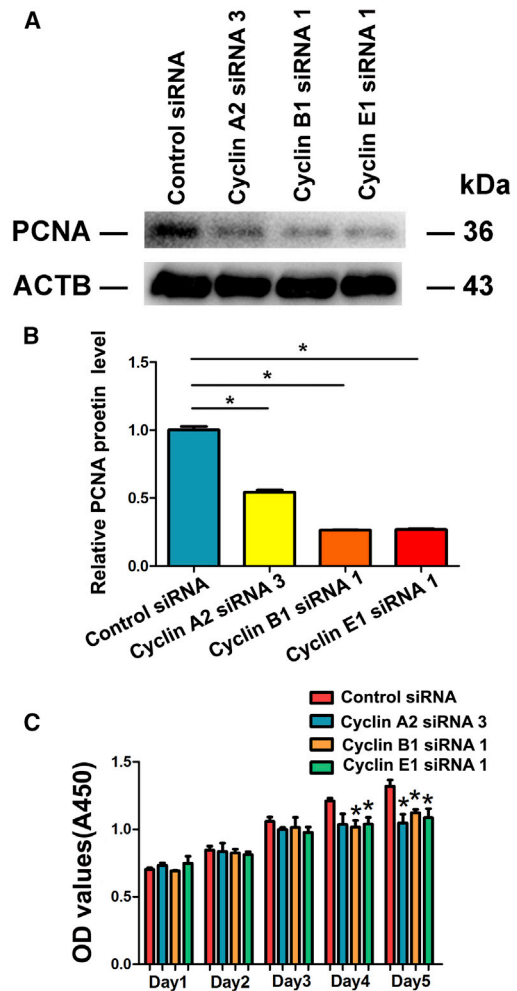 A
Control siRNA
Cyclin A2 siRNA 3
Cyclin B1 siRNA 1
Cyclin E1 siRNA 1
kDa
PCNA — — 36
ACTB — — 43
B
Relative PCNA proetin level
1.5
1.0
0.5
0.0
*
*
*
Control siRNA
Cyclin A2 siRNA 3
Cyclin B1 siRNA 1
Cyclin E1 siRNA 1
C
Control siRNA
Cyclin A2 siRNA 3
Cyclin B1 siRNA 1
Cyclin E1 siRNA 1
OD values(A450)
1.5
1.0
0.5
0.0
* *
* * *
Day1 Day2 Day3 Day4 Day5